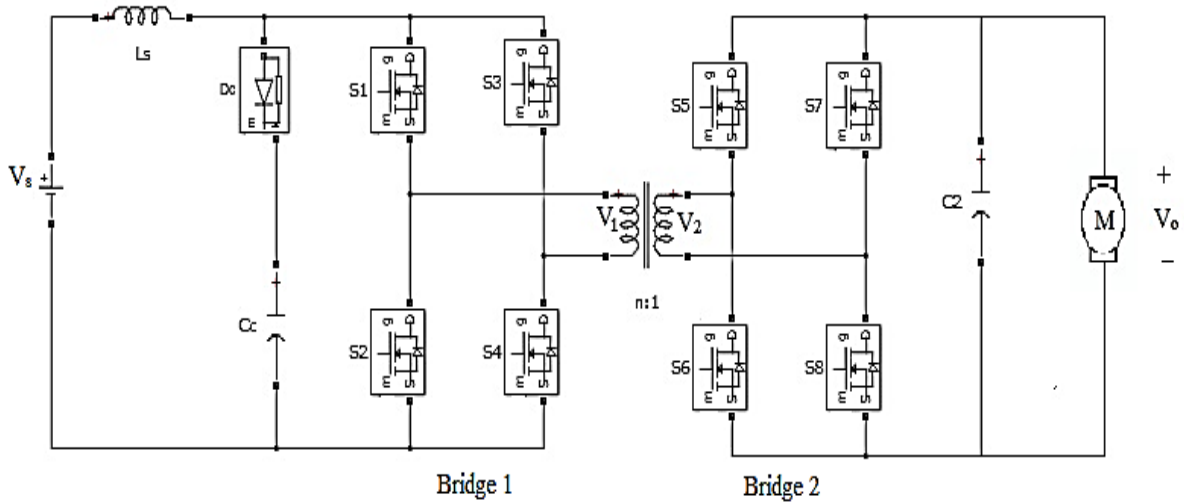 Ls
Dc
m
Cc
Vs
+
g
D
S1
m
S
g
D
S3
m
S
g
D
S2
m
S
g
D
S4
m
S
V1
+
+
V2
n:1
g
D
S5
m
S
g
D
S7
m
S
g
D
S6
m
S
g
D
S8
m
S
+
C2
M
+
Vo
−
Bridge 1
Bridge 2